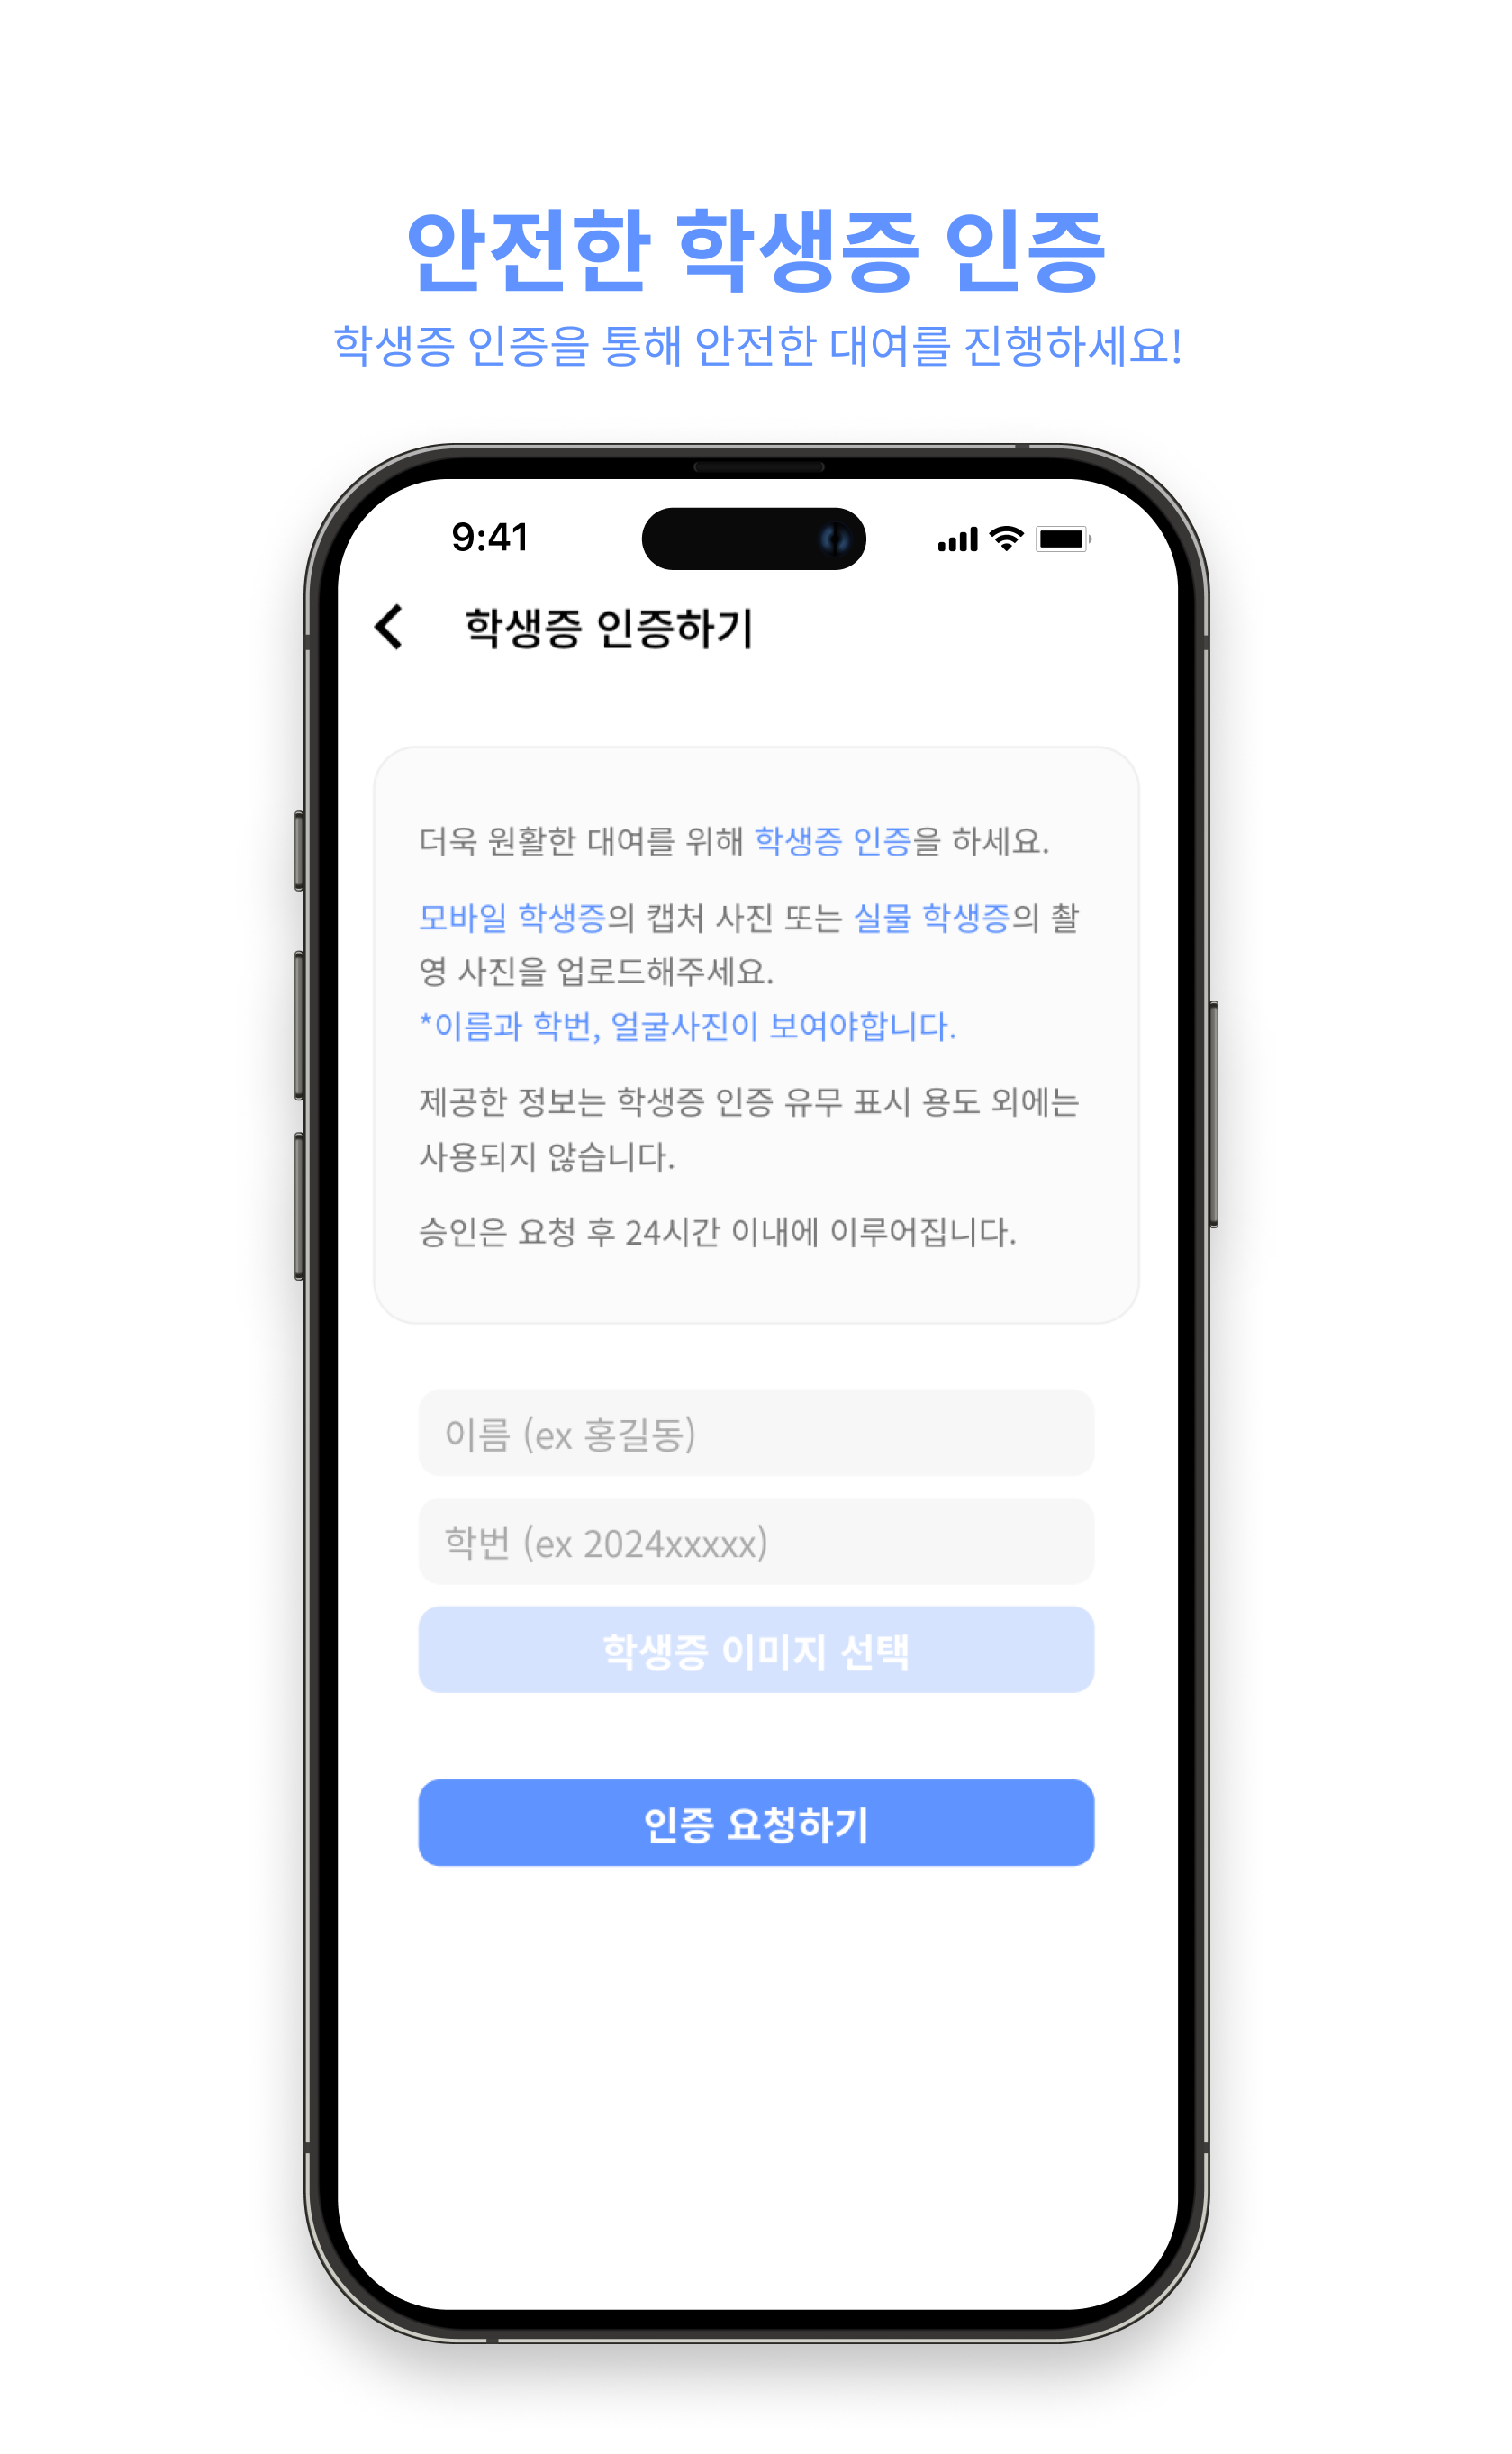 안전한 학생증 인증
학생증 인증을 통해 안전한 대여를 진행하세요!
9:41
학생증 인증하기
더욱 원활한 대여를 위해 학생증 인증을 하세요.
모바일 학생증의 캡처 사진 또는 실물 학생증의 촬
영 사진을 업로드해주세요.
*이름과 학번, 얼굴사진이 보여야합니다.
제공한 정보는 학생증 인증 유무 표시 용도 외에는
사용되지 않습니다.
승인은 요청 후 24시간 이내에 이루어집니다.
이름 (ex 홍길동)
학번 (ex 2024xxxxx)
학생증 이미지 선택
인증 요청하기